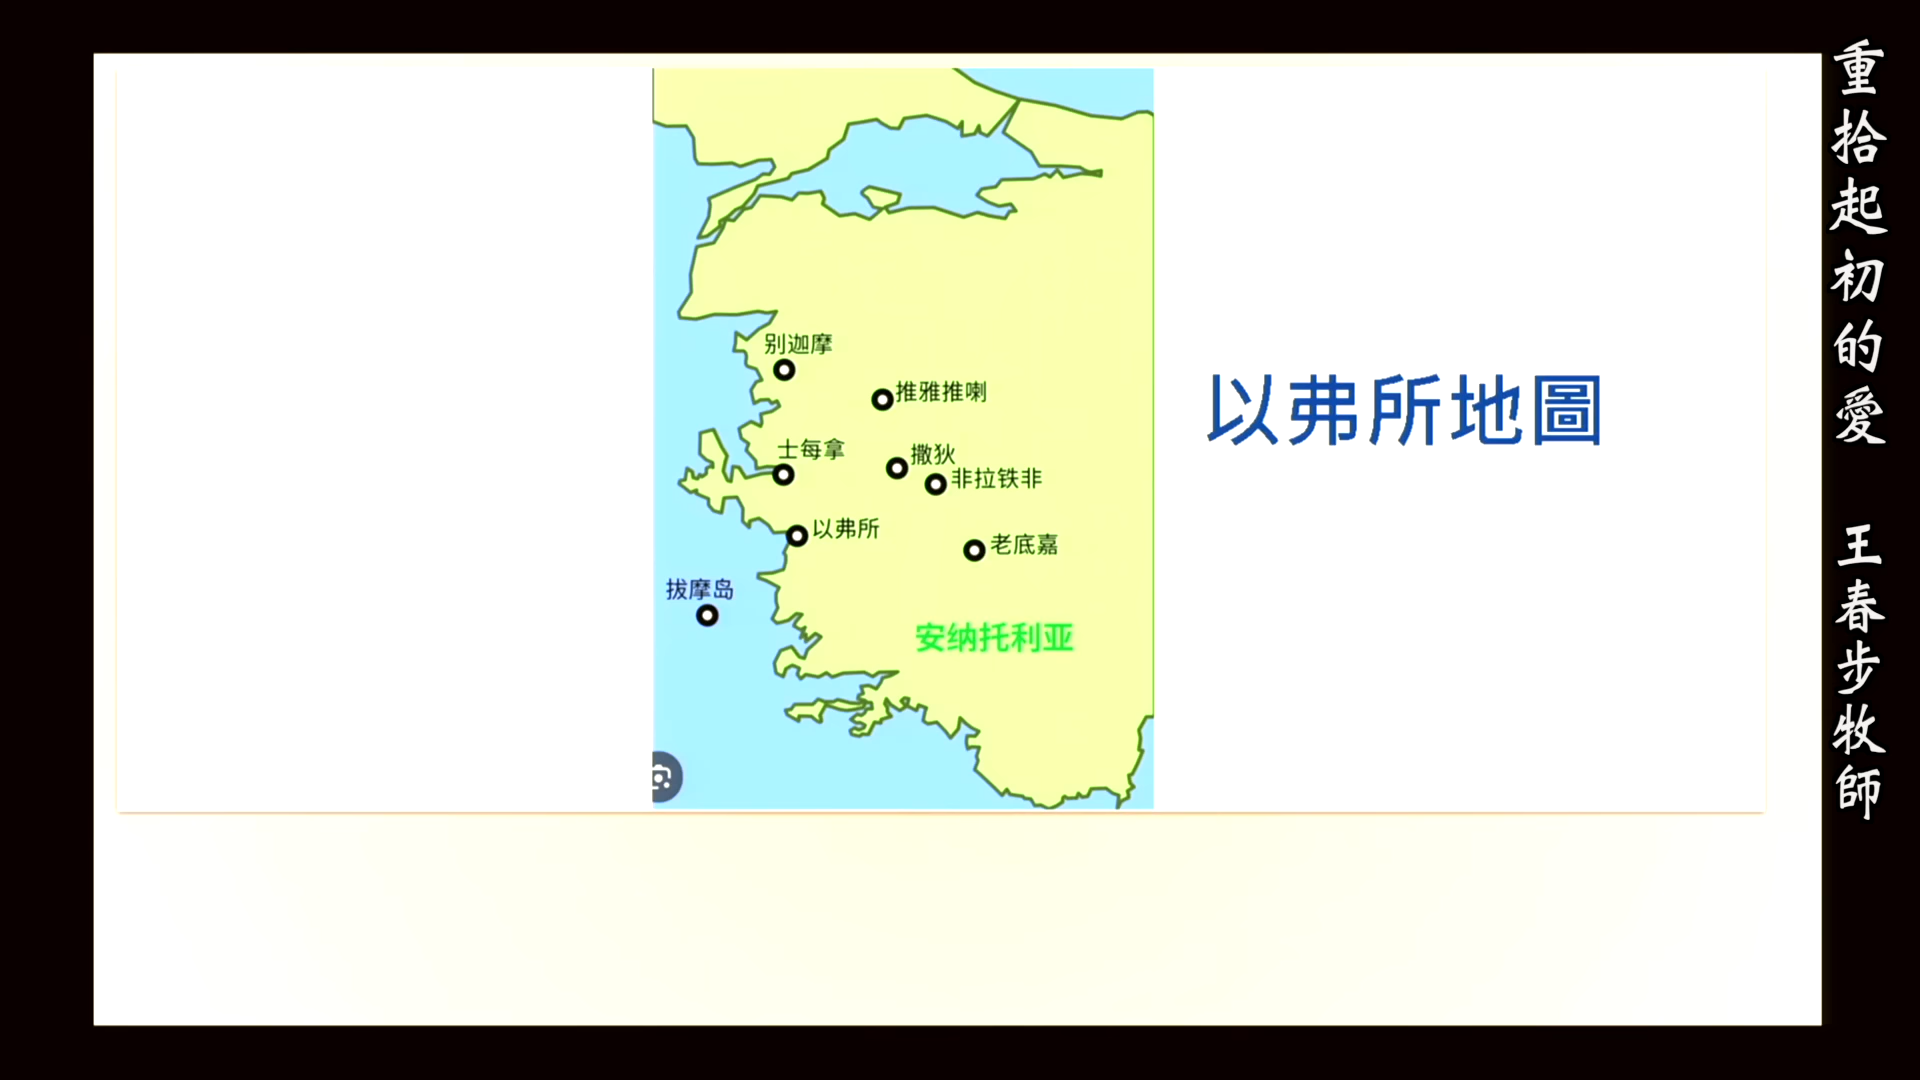 别迦摩
推雅推喇
士每拿
撒狄
非拉铁非
以弗所
老底嘉
拔摩岛
安纳托利亚
以弗所地圖
重拾起初的愛 王春步牧師